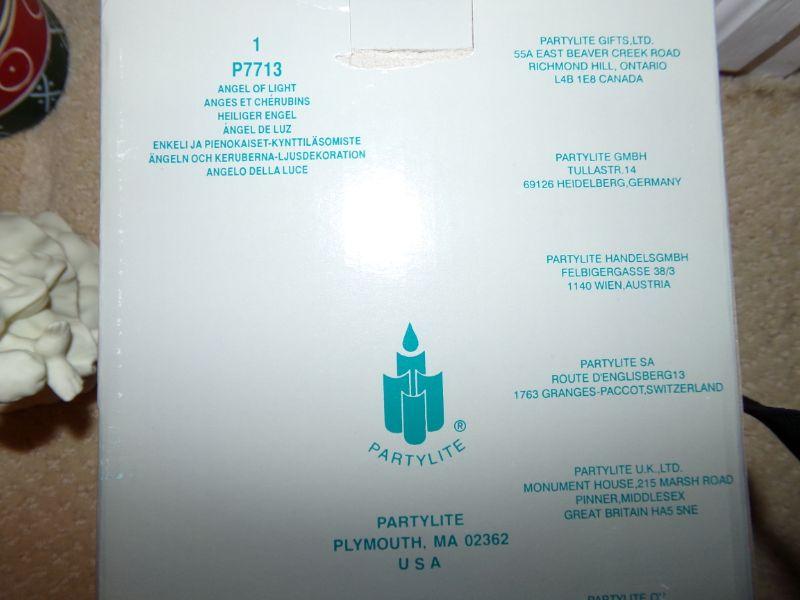 1
P7713
ANGEL OF LIGHT
ANGES ET CHÉRUBINS
HEILIGER ENGEL
ÁNGEL DE LUZ
ENKELI JA PIENOKAISET-KYNTTILÄSOMISTE
ÄNGELN OCH KERUBERNA-LJUSDEKORATION
ANGELO DELLA LUCE
PARTYLITE GIFTS,LTD.
55A EAST BEAVER CREEK ROAD
RICHMOND HILL, ONTARIO
L4B 1E8 CANADA
PARTYLITE GMBH
TULLASTR.14
69126 HEIDELBERG,GERMANY
PARTYLITE HANDELSGMBH
FELBIGERGASSE 38/3
1140 WIEN,AUSTRIA
PARTYLITE SA
ROUTE D'ENGLISBERG13
1763 GRANGES-PACCOT,SWITZERLAND
PARTYLITE U.K.,LTD.
MONUMENT HOUSE,215 MARSH ROAD
PINNER,MIDDLESEX
GREAT BRITAIN HA5 5NE
PARTYLITE
®
PARTYLITE
PLYMOUTH, MA 02362
USA
PARTYLITE